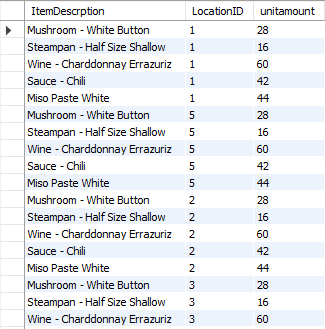 ItemDescrption LocationID unitamount
Mushroom - White Button 1 28
Steampan - Half Size Shallow 1 16
Wine - Charddonnay Errazuriz 1 60
Sauce - Chili 1 42
Miso Paste White 1 44
Mushroom - White Button 5 28
Steampan - Half Size Shallow 5 16
Wine - Charddonnay Errazuriz 5 60
Sauce - Chili 5 42
Miso Paste White 5 44
Mushroom - White Button 2 28
Steampan - Half Size Shallow 2 16
Wine - Charddonnay Errazuriz 2 60
Sauce - Chili 2 42
Miso Paste White 2 44
Mushroom - White Button 3 28
Steampan - Half Size Shallow 3 16
Wine - Charddonnay Errazuriz 3 60